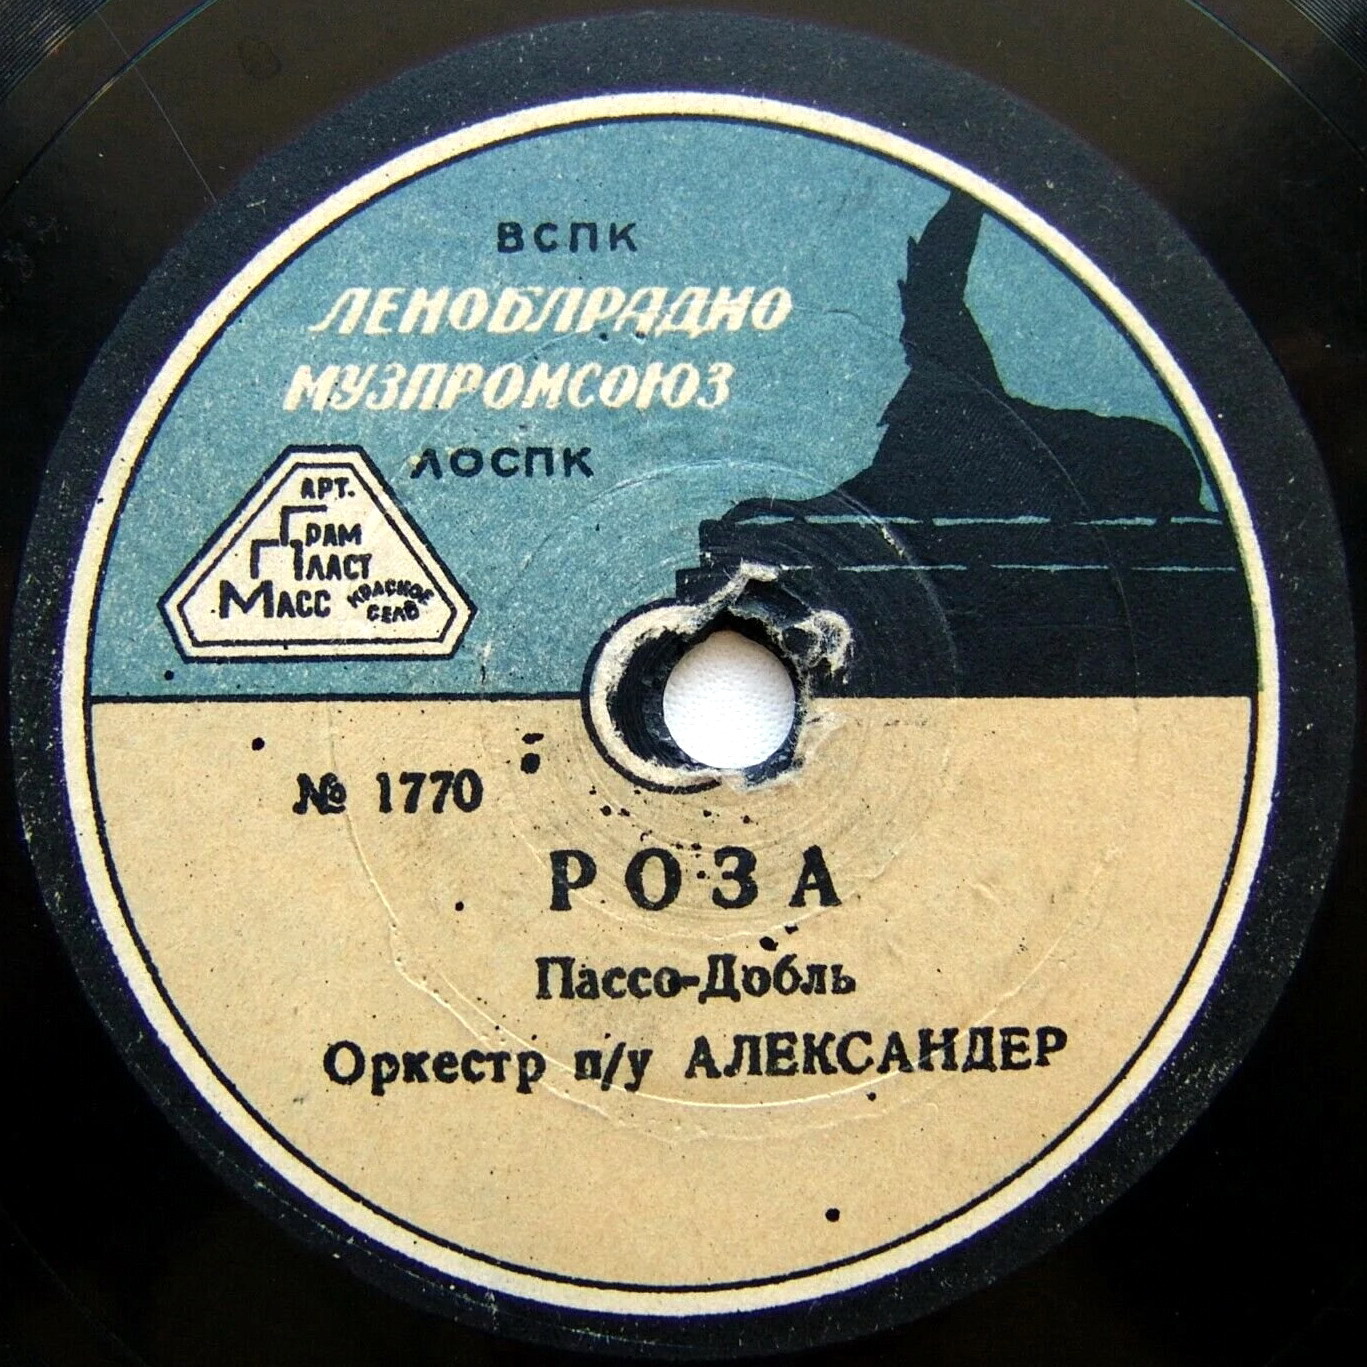 ВСПК
ЛЕНОБЛРАДИО
МУЗПРОМСОЮЗ
ЛОСПК
АРТ.
ГРАМ
ПЛАСТ
МАСС
КРАСНОЕ
СЕЛО
№ 1770
РОЗА
Пассо-Добль
Оркестр п/у АЛЕКСАНДЕР